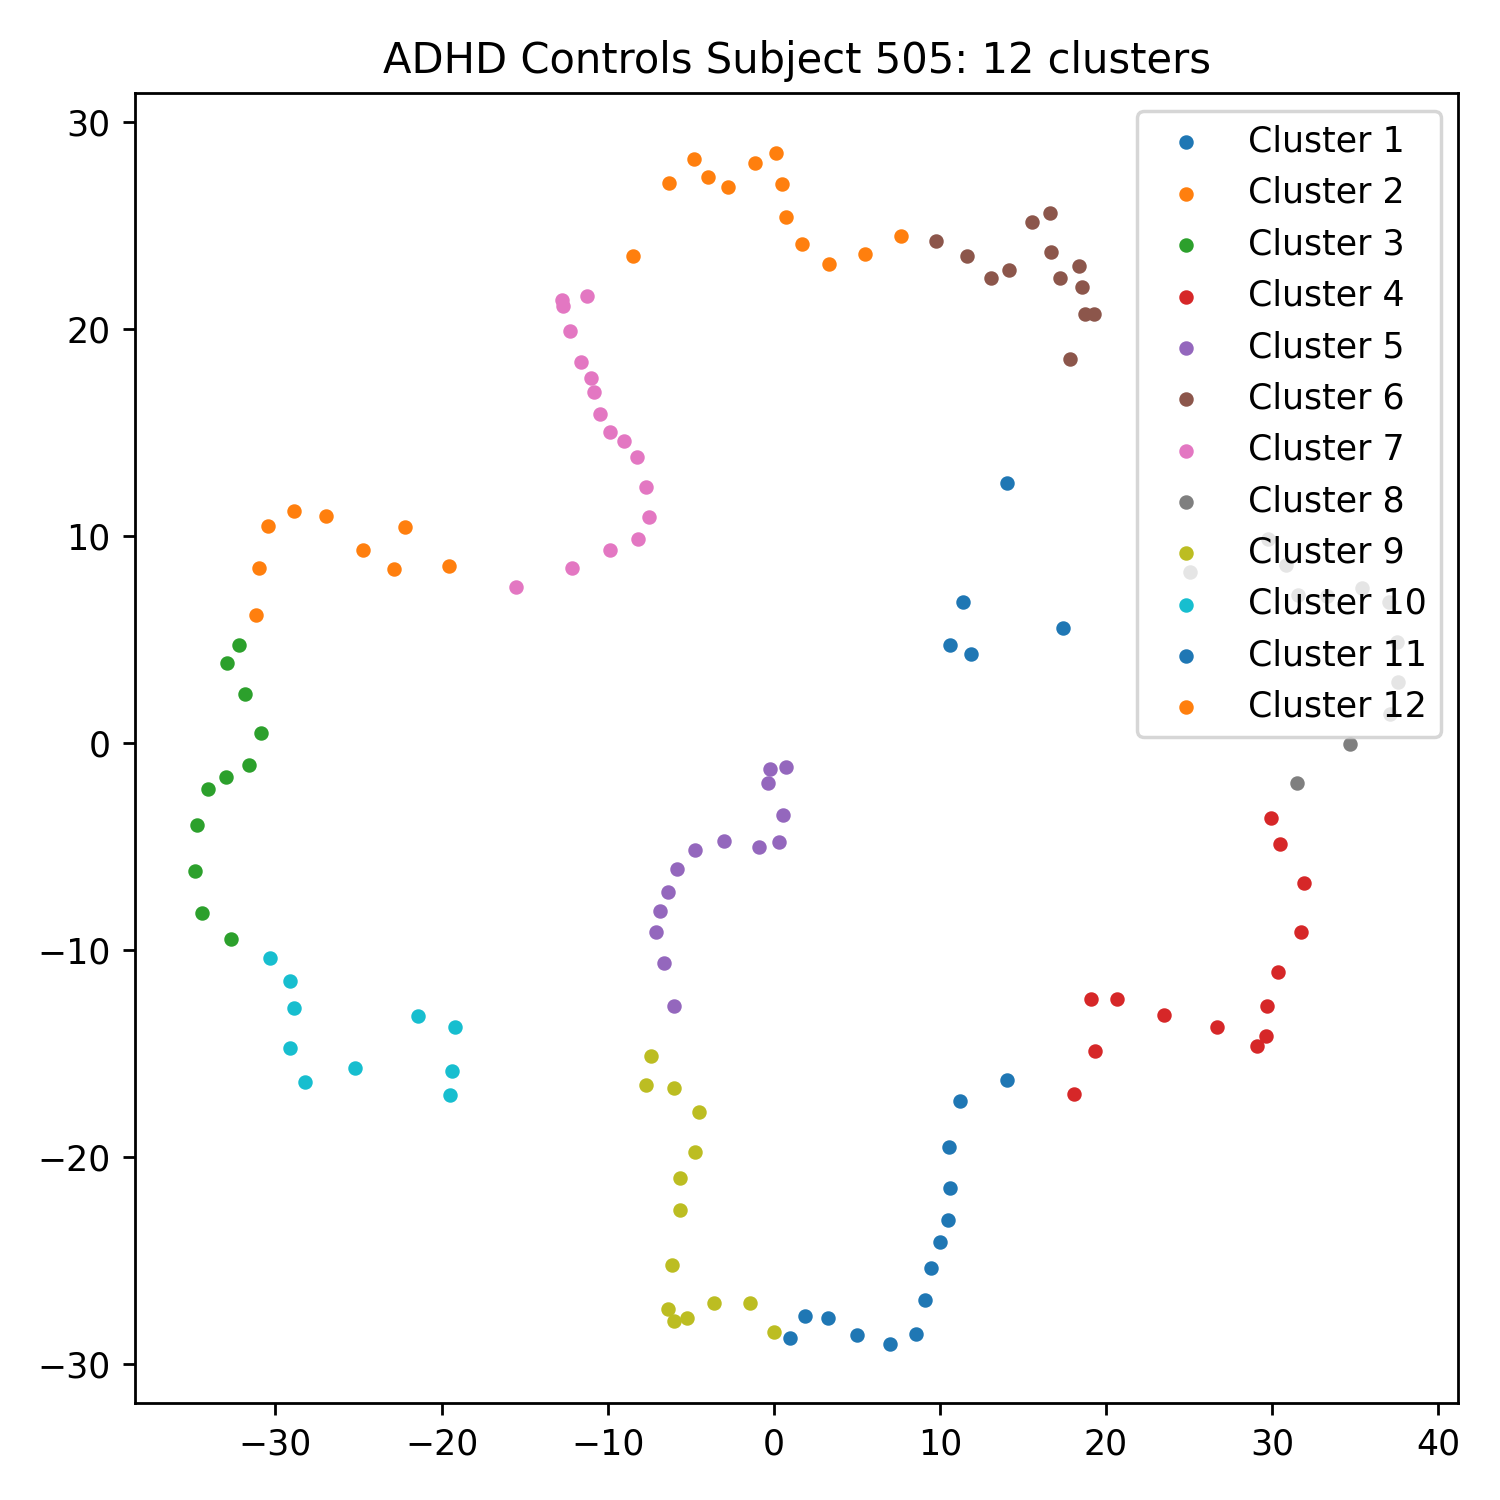 ADHD Controls Subject 505: 12 clusters
30
20
10
0
−10
−20
−30
−30 −20 −10 0 10 20 30 40
Cluster 1
Cluster 2
Cluster 3
Cluster 4
Cluster 5
Cluster 6
Cluster 7
Cluster 8
Cluster 9
Cluster 10
Cluster 11
Cluster 12